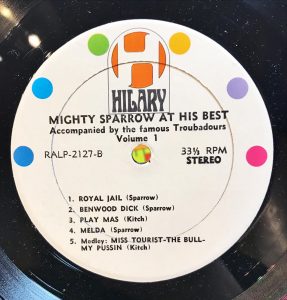 HILARY
MIGHTY SPARROW AT HIS BEST
Accompanied by the famous Troubadours
Volume 1
RALP-2127-B
33⅓ RPM
STEREO
1. ROYAL JAIL (Sparrow)
2. BENWOOD DICK (Sparrow)
3. PLAY MAS (Kitch)
4. MELDA (Sparrow)
5. Medley: MISS TOURIST-THE BULL-
MY PUSSIN (Kitch)